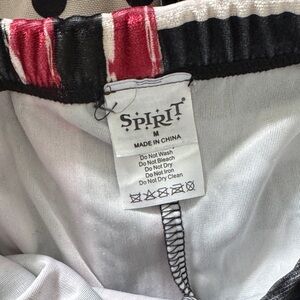 SPIRIT
M
MADE IN CHINA
Do Not Wash
Do Not Bleach
Do Not Dry
Do Not Iron
Do Not Dry Clean